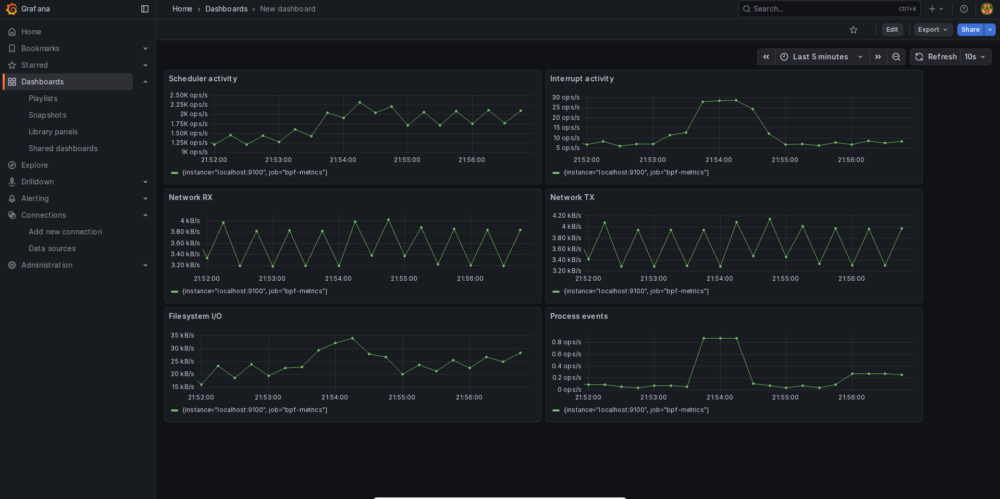 Grafana
Home › Dashboards › New dashboard
Search...
ctrl+k
Edit
Export
Share
Last 5 minutes
Refresh
10s
Home
Bookmarks
Starred
Dashboards
Playlists
Snapshots
Library panels
Shared dashboards
Explore
Drilldown
Alerting
Connections
Add new connection
Data sources
Administration
Scheduler activity
2.50K ops/s
2.25K ops/s
2K ops/s
1.75K ops/s
1.50K ops/s
1.25K ops/s
1K ops/s
21:52:00 21:53:00 21:54:00 21:55:00 21:56:00
{instance="localhost:9100", job="bpf-metrics"}
Interrupt activity
30 ops/s
25 ops/s
20 ops/s
15 ops/s
10 ops/s
5 ops/s
21:52:00 21:53:00 21:54:00 21:55:00 21:56:00
{instance="localhost:9100", job="bpf-metrics"}
Network RX
4 kB/s
3.80 kB/s
3.60 kB/s
3.40 kB/s
3.20 kB/s
21:52:00 21:53:00 21:54:00 21:55:00 21:56:00
{instance="localhost:9100", job="bpf-metrics"}
Network TX
4.20 kB/s
4 kB/s
3.80 kB/s
3.60 kB/s
3.40 kB/s
3.20 kB/s
21:52:00 21:53:00 21:54:00 21:55:00 21:56:00
{instance="localhost:9100", job="bpf-metrics"}
Filesystem I/O
35 kB/s
30 kB/s
25 kB/s
20 kB/s
15 kB/s
21:52:00 21:53:00 21:54:00 21:55:00 21:56:00
{instance="localhost:9100", job="bpf-metrics"}
Process events
0.8 ops/s
0.6 ops/s
0.4 ops/s
0.2 ops/s
0 ops/s
21:52:00 21:53:00 21:54:00 21:55:00 21:56:00
{instance="localhost:9100", job="bpf-metrics"}